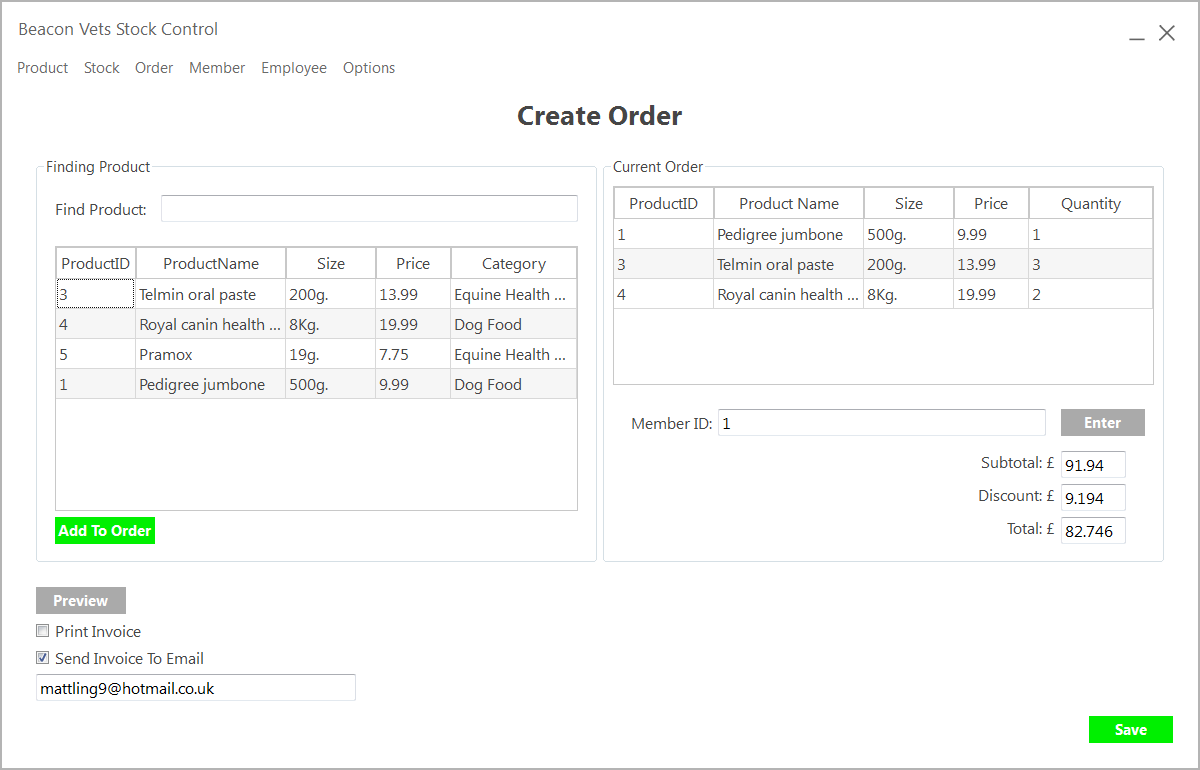 Beacon Vets Stock Control
Product Stock Order Member Employee Options
Create Order
Finding Product
Find Product:
ProductID ProductName Size Price Category
3 Telmin oral paste 200g. 13.99 Equine Health ...
4 Royal canin health ... 8Kg. 19.99 Dog Food
5 Pramox 19g. 7.75 Equine Health ...
1 Pedigree jumbone 500g. 9.99 Dog Food
Add To Order
Current Order
ProductID Product Name Size Price Quantity
1 Pedigree jumbone 500g. 9.99 1
3 Telmin oral paste 200g. 13.99 3
4 Royal canin health ... 8Kg. 19.99 2
Member ID: 1 Enter
Subtotal: £ 91.94
Discount: £ 9.194
Total: £ 82.746
Preview
Print Invoice
Send Invoice To Email
mattling9@hotmail.co.uk
Save